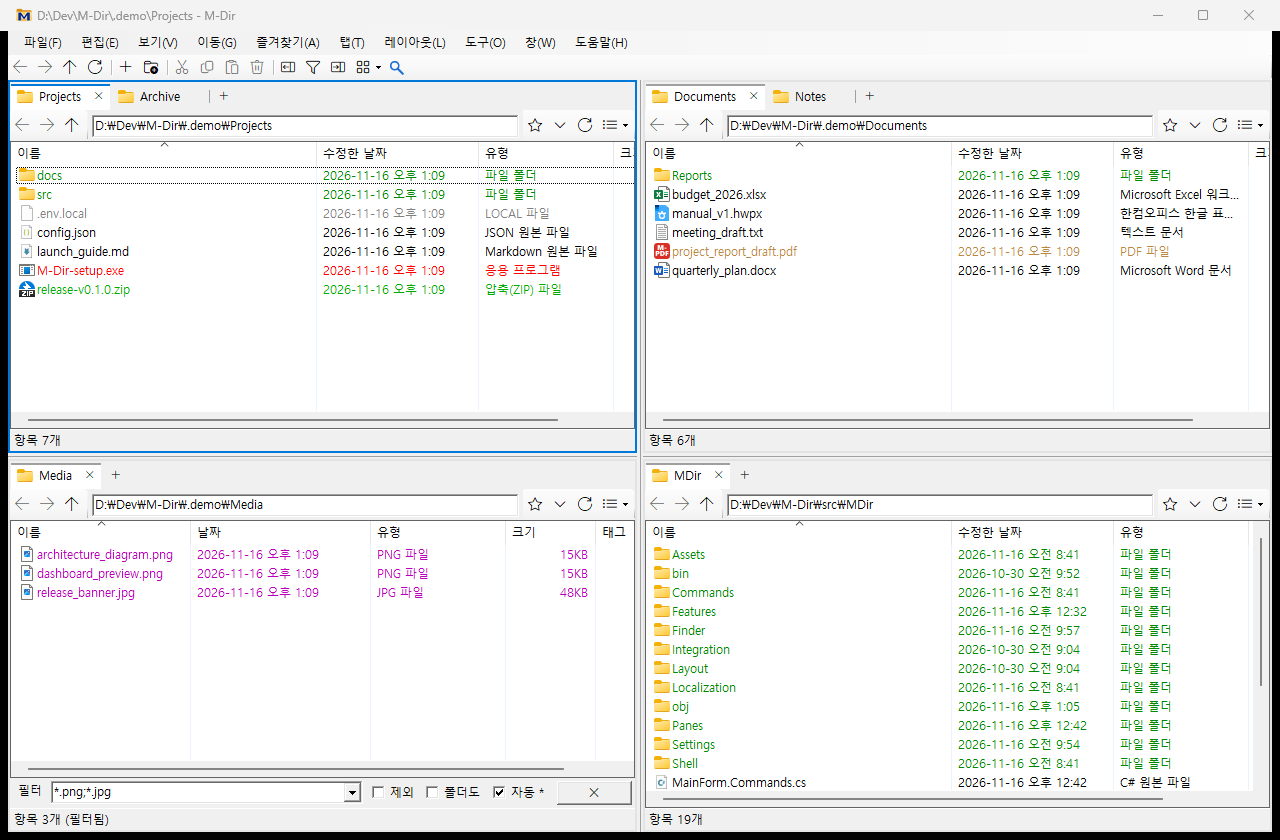 D:\Dev\M-Dir\.demo\Projects - M-Dir
파일(F) 편집(E) 보기(V) 이동(G) 즐겨찾기(A) 탭(T) 레이아웃(L) 도구(O) 창(W) 도움말(H)
Projects Archive
D:₩Dev₩M-Dir₩.demo₩Projects
이름 수정한 날짜 유형 크
docs 2026-11-16 오후 1:09 파일 폴더
src 2026-11-16 오후 1:09 파일 폴더
.env.local 2026-11-16 오후 1:09 LOCAL 파일
config.json 2026-11-16 오후 1:09 JSON 원본 파일
launch_guide.md 2026-11-16 오후 1:09 Markdown 원본 파일
M-Dir-setup.exe 2026-11-16 오후 1:09 응용 프로그램
release-v0.1.0.zip 2026-11-16 오후 1:09 압축(ZIP) 파일
항목 7개
Documents Notes
D:₩Dev₩M-Dir₩.demo₩Documents
이름 수정한 날짜 유형 크
Reports 2026-11-16 오후 1:09 파일 폴더
budget_2026.xlsx 2026-11-16 오후 1:09 Microsoft Excel 워크...
manual_v1.hwpx 2026-11-16 오후 1:09 한컴오피스 한글 표...
meeting_draft.txt 2026-11-16 오후 1:09 텍스트 문서
project_report_draft.pdf 2026-11-16 오후 1:09 PDF 파일
quarterly_plan.docx 2026-11-16 오후 1:09 Microsoft Word 문서
항목 6개
Media
D:₩Dev₩M-Dir₩.demo₩Media
이름 날짜 유형 크기 태그
architecture_diagram.png 2026-11-16 오후 1:09 PNG 파일 15KB
dashboard_preview.png 2026-11-16 오후 1:09 PNG 파일 15KB
release_banner.jpg 2026-11-16 오후 1:09 JPG 파일 48KB
필터 *.png;*.jpg 제외 폴더도 자동 *
항목 3개 (필터됨)
MDir
D:₩Dev₩M-Dir₩src₩MDir
이름 수정한 날짜 유형
Assets 2026-11-16 오전 8:41 파일 폴더
bin 2026-10-30 오전 9:52 파일 폴더
Commands 2026-11-16 오전 8:41 파일 폴더
Features 2026-11-16 오후 12:32 파일 폴더
Finder 2026-11-16 오전 9:57 파일 폴더
Integration 2026-10-30 오전 9:04 파일 폴더
Layout 2026-10-30 오전 9:04 파일 폴더
Localization 2026-11-16 오전 8:41 파일 폴더
obj 2026-11-16 오후 1:05 파일 폴더
Panes 2026-11-16 오후 12:42 파일 폴더
Settings 2026-11-16 오전 9:54 파일 폴더
Shell 2026-11-16 오전 8:41 파일 폴더
MainForm.Commands.cs 2026-11-16 오후 12:42 C# 원본 파일
항목 19개